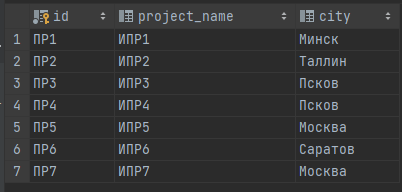 id project_name city
1 ПР1 ИПР1 Минск
2 ПР2 ИПР2 Таллин
3 ПР3 ИПР3 Псков
4 ПР4 ИПР4 Псков
5 ПР5 ИПР5 Москва
6 ПР6 ИПР6 Саратов
7 ПР7 ИПР7 Москва